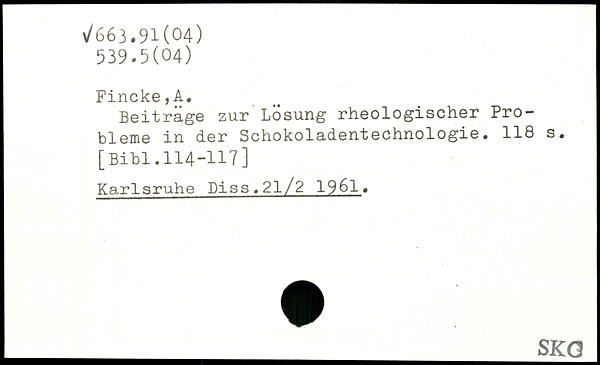 √663.91(04)
539.5(04)
Fincke,A.
Beiträge zur Lösung rheologischer Pro-
bleme in der Schokoladentechnologie. 118 s.
[Bibl.114-117]
Karlsruhe Diss.21/2 1961.
SKC